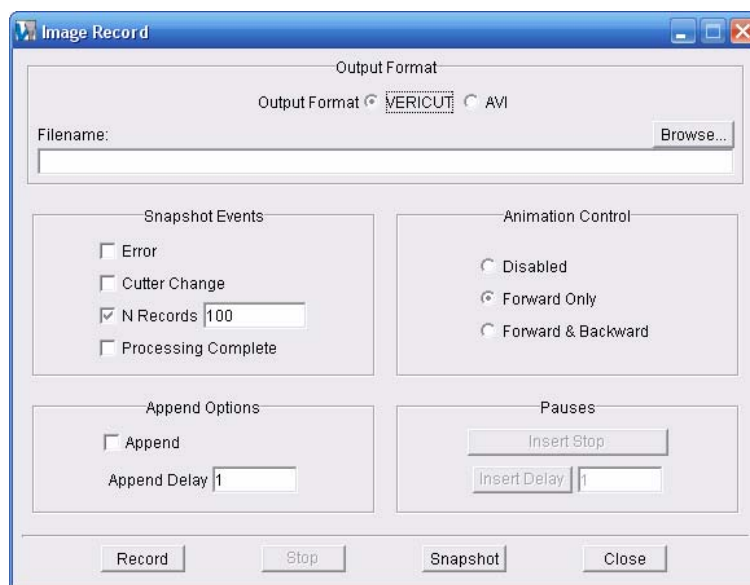 Image Record
Output Format
Output Format VERICUT AVI
Filename: Browse...
Snapshot Events
Error
Cutter Change
N Records 100
Processing Complete
Animation Control
Disabled
Forward Only
Forward & Backward
Append Options
Append
Append Delay 1
Pauses
Insert Stop
Insert Delay 1
Record Stop Snapshot Close